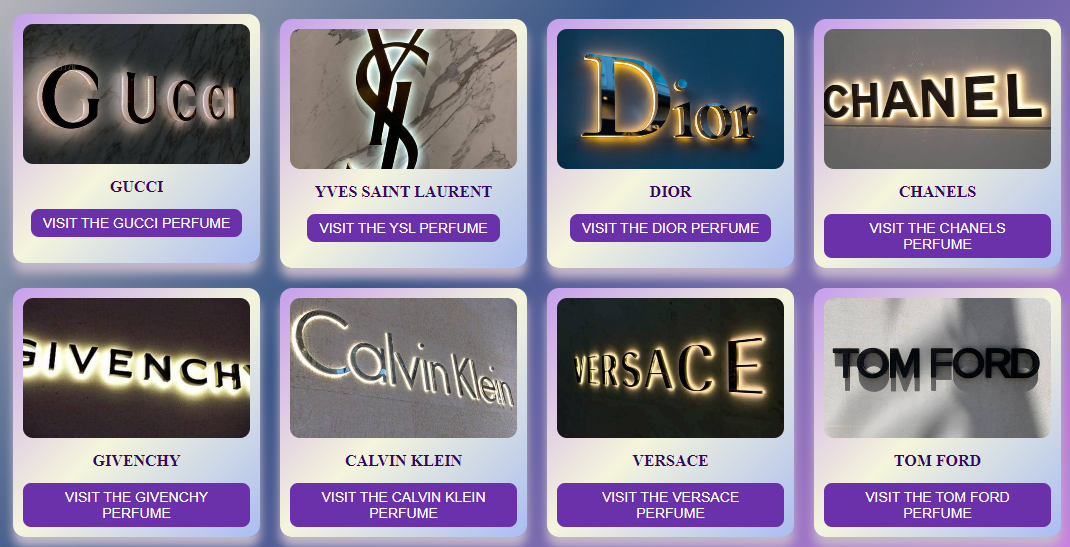 GUCCI
YSL
Dior
CHANEL
GUCCI
YVES SAINT LAURENT
DIOR
CHANELS
VISIT THE GUCCI PERFUME
VISIT THE YSL PERFUME
VISIT THE DIOR PERFUME
VISIT THE CHANELS
PERFUME
GIVENCHY
Calvin Klein
VERSACE
TOM FORD
GIVENCHY
CALVIN KLEIN
VERSACE
TOM FORD
VISIT THE GIVENCHY
PERFUME
VISIT THE CALVIN KLEIN
PERFUME
VISIT THE VERSACE
PERFUME
VISIT THE TOM FORD
PERFUME